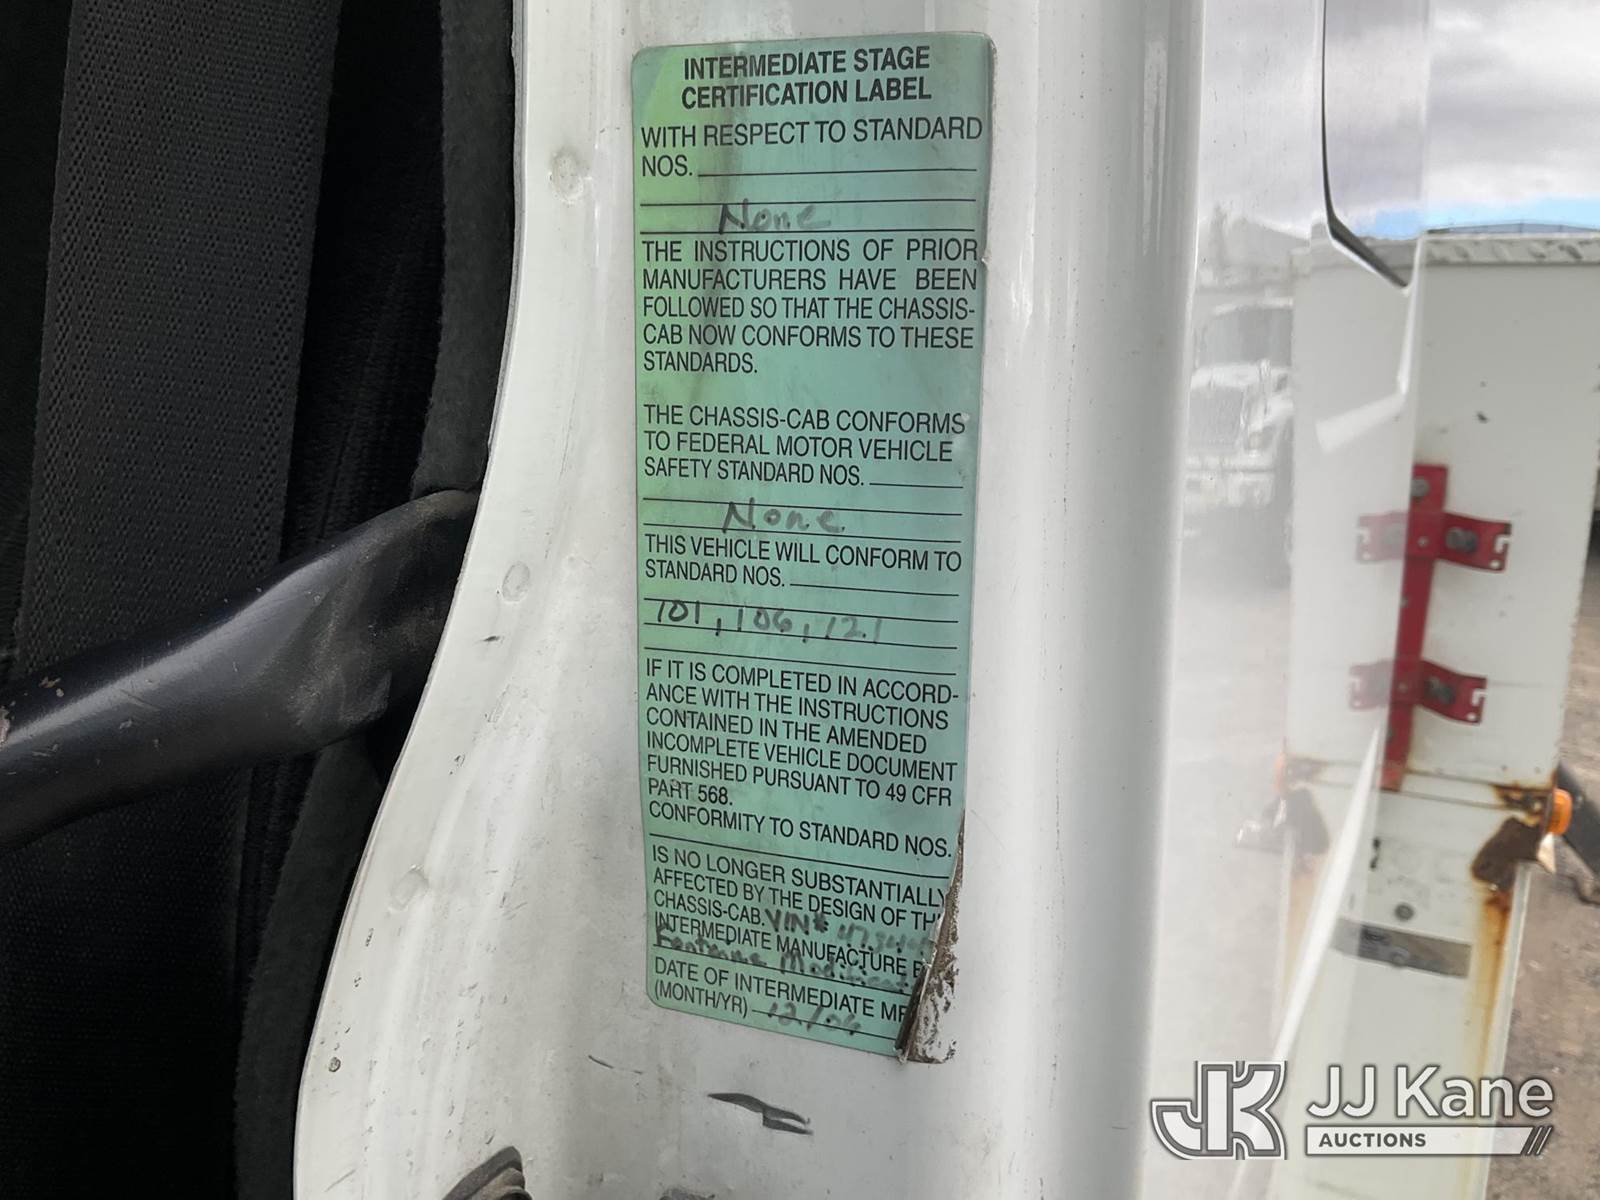 INTERMEDIATE STAGE
CERTIFICATION LABEL
WITH RESPECT TO STANDARD
NOS.
None
THE INSTRUCTIONS OF PRIOR
MANUFACTURERS HAVE BEEN
FOLLOWED SO THAT THE CHASSIS-
CAB NOW CONFORMS TO THESE
STANDARDS.
THE CHASSIS-CAB CONFORMS
TO FEDERAL MOTOR VEHICLE
SAFETY STANDARD NOS.
None
THIS VEHICLE WILL CONFORM TO
STANDARD NOS.
101, 106, 121
IF IT IS COMPLETED IN ACCORD-
ANCE WITH THE INSTRUCTIONS
CONTAINED IN THE AMENDED
INCOMPLETE VEHICLE DOCUMENT
FURNISHED PURSUANT TO 49 CFR
PART 568.
CONFORMITY TO STANDARD NOS.
IS NO LONGER SUBSTANTIALLY
AFFECTED BY THE DESIGN OF TH
CHASSIS-CAB. VIN#
INTERMEDIATE MANUFACTURE
DATE OF INTERMEDIATE
(MONTH/YR) 12/06
JJ Kane
AUCTIONS